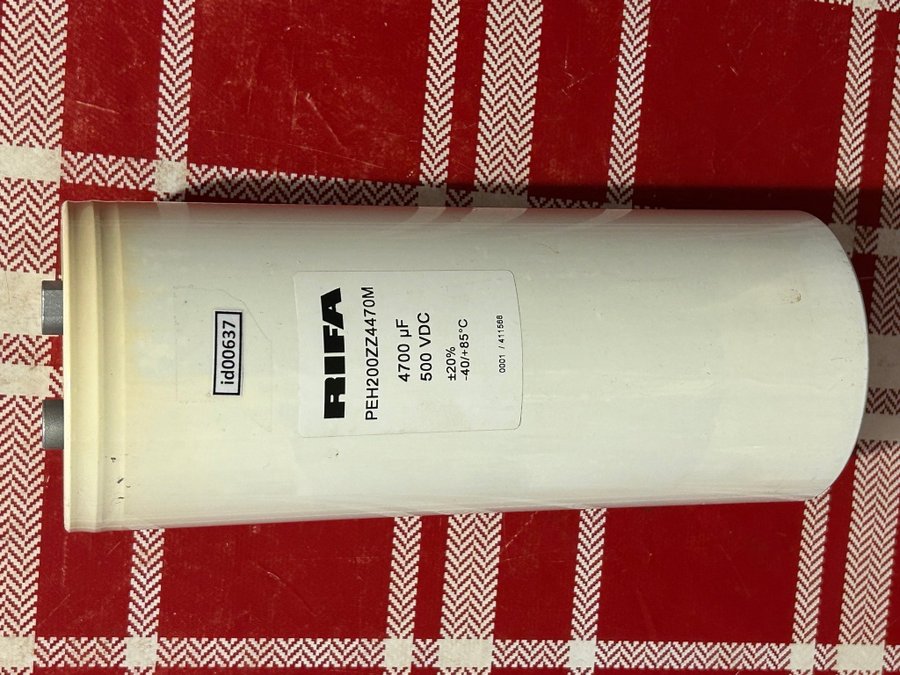 id00637
RIFA
PEH200ZZ4470M
4700 µF
500 VDC
±20%
-40/+85°C
0001 / 411568